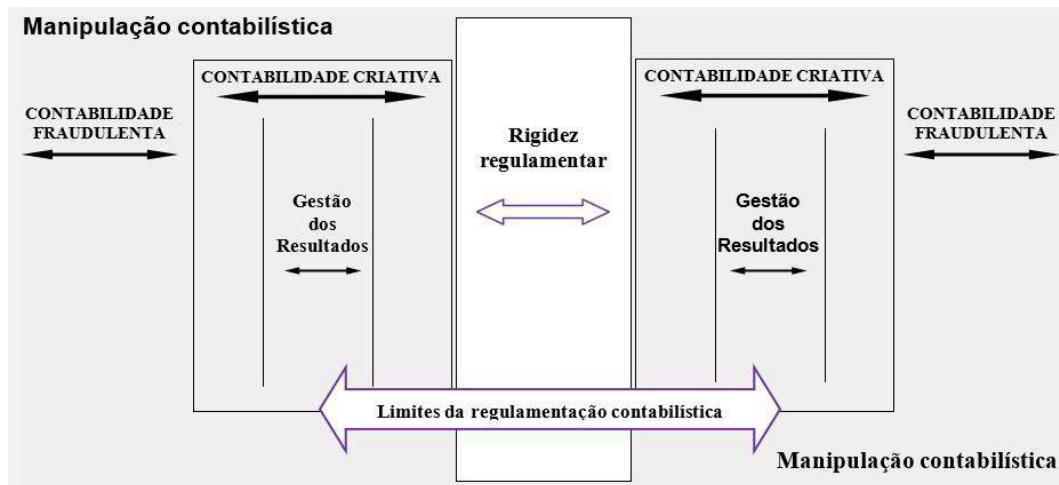 Manipulação contabilística
CONTABILIDADE CRIATIVA
CONTABILIDADE CRIATIVA
CONTABILIDADE
FRAUDULENTA
Rigidez
regulamentar
CONTABILIDADE
FRAUDULENTA
Gestão
dos
Resultados
Gestão
dos
Resultados
Limites da regulamentação contabilística
Manipulação contabilística